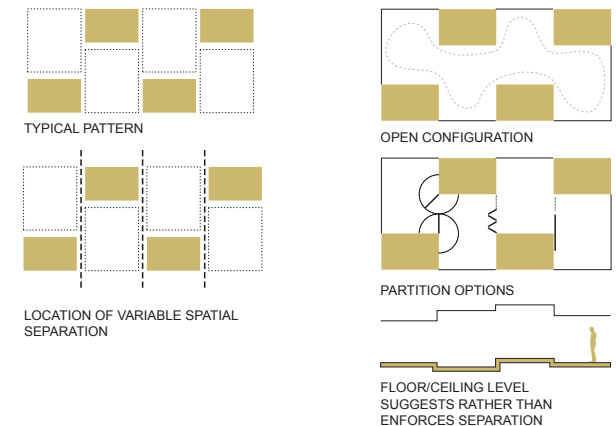 TYPICAL PATTERN
OPEN CONFIGURATION
LOCATION OF VARIABLE SPATIAL
SEPARATION
PARTITION OPTIONS
FLOOR/CEILING LEVEL
SUGGESTS RATHER THAN
ENFORCES SEPARATION